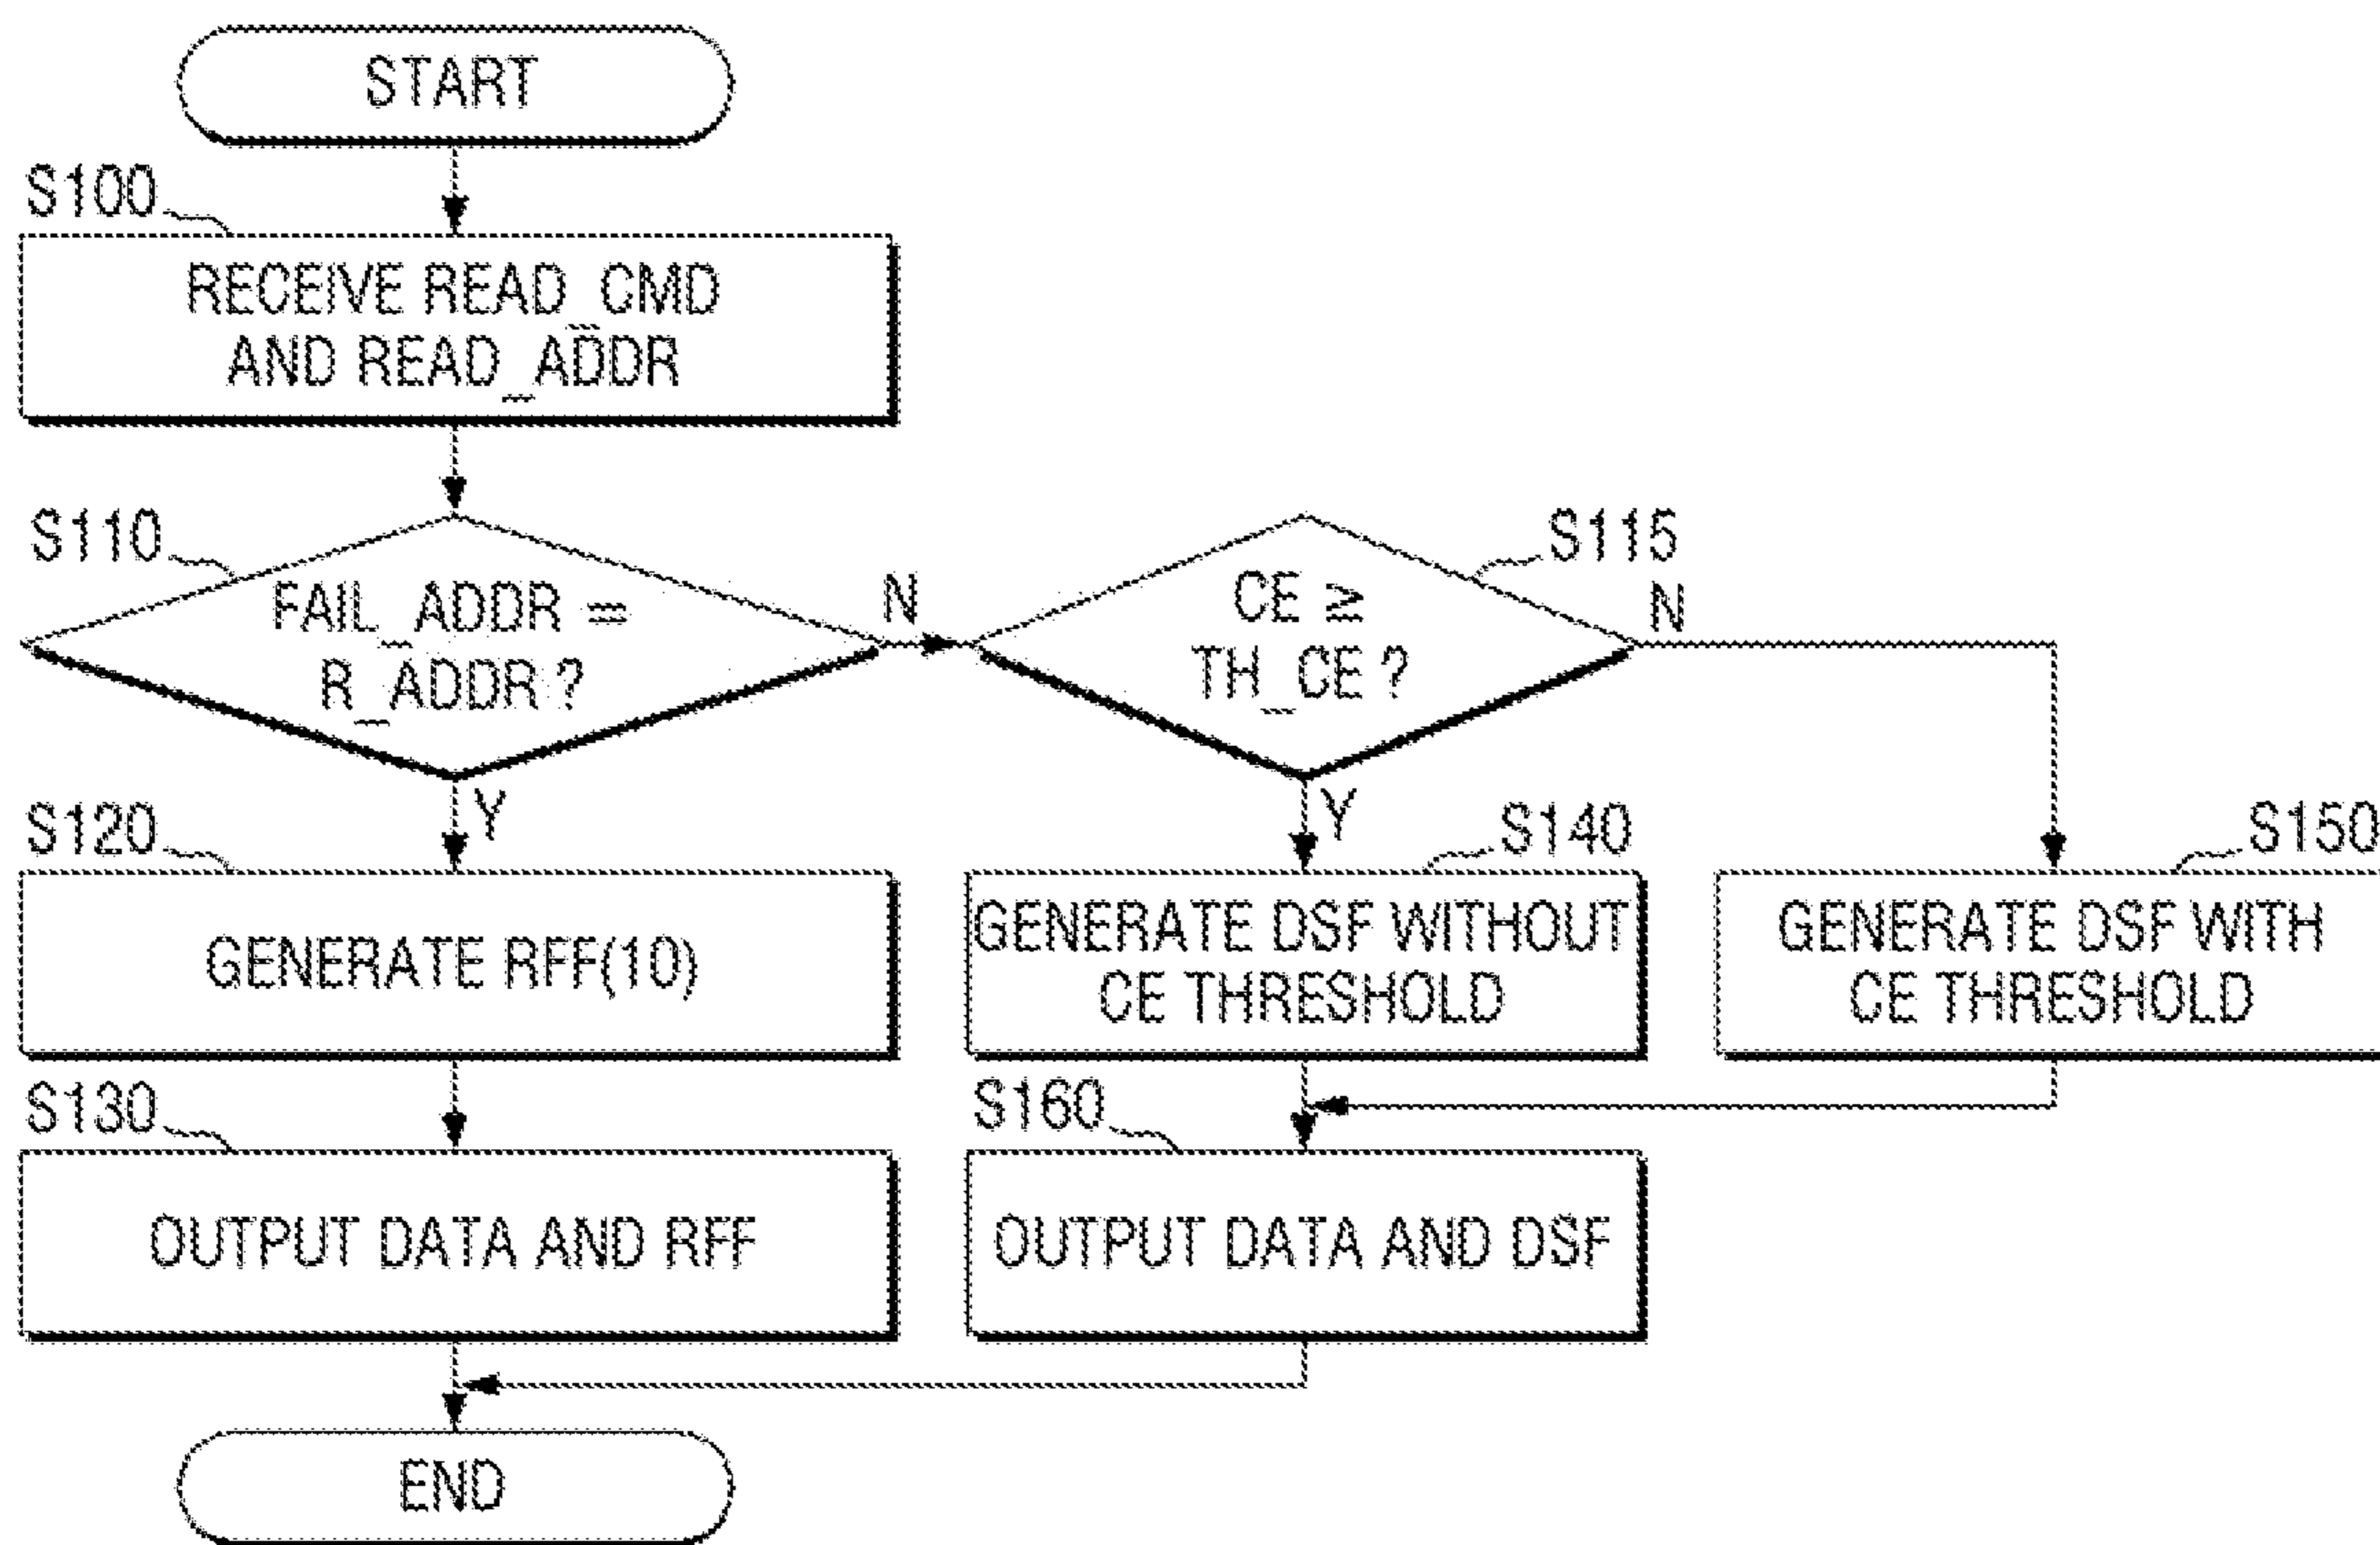 START
S100
RECEIVE READ_CMD
AND READ_ADDR
S110
FAIL_ADDR =
R_ADDR ?
N
Y
S115
CE ≥
TH_CE ?
N
Y
S120
GENERATE RFF(10)
S140
GENERATE DSF WITHOUT
CE THRESHOLD
S150
GENERATE DSF WITH
CE THRESHOLD
S130
OUTPUT DATA AND RFF
S160
OUTPUT DATA AND DSF
END